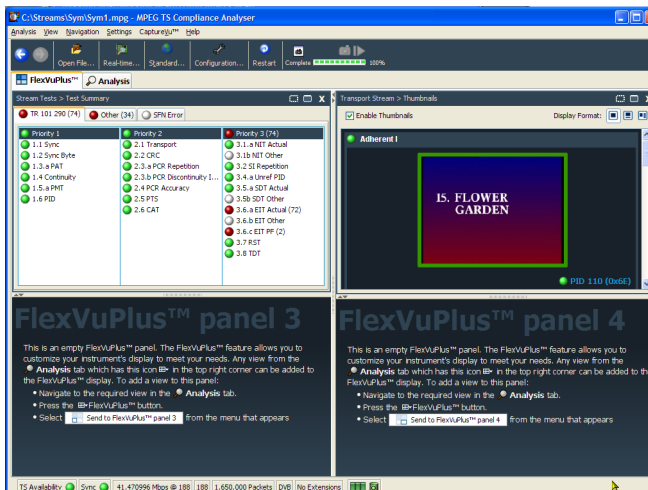 C:\Streams\Sym\Sym1.mpg - MPEG TS Compliance Analyser
Analysis View Navigation Settings CaptureVu™ Help
Open File... Real-time... Standard... Configuration... Restart Complete 100%
FlexVuPlus™ Analysis
Stream Tests > Test Summary
TR 101 290 (74) Other (34) SFN Error
Priority 1
1.1 Sync
1.2 Sync Byte
1.3.a PAT
1.4 Continuity
1.5.a PMT
1.6 PID
Priority 2
2.1 Transport
2.2 CRC
2.3.a PCR Repetition
2.3.b PCR Discontinuity I...
2.4 PCR Accuracy
2.5 PTS
2.6 CAT
Priority 3 (74)
3.1.a NIT Actual
3.1b NIT Other
3.2 SI Repetition
3.4.a Unref PID
3.5.a SDT Actual
3.5b SDT Other
3.6.a EIT Actual (72)
3.6.b EIT Other
3.6.c EIT PF (2)
3.7 RST
3.8 TDT
Transport Stream > Thumbnails
Enable Thumbnails Display Format:
Adherent I
15. FLOWER
GARDEN
PID 110 (0x6E)
FlexVuPlus™ panel 3
This is an empty FlexVuPlus™ panel. The FlexVuPlus™ feature allows you to
customize your instrument's display to meet your needs. Any view from the
Analysis tab which has this icon in the top right corner can be added to
the FlexVuPlus™ display. To add a view to this panel:
• Navigate to the required view in the Analysis tab.
• Press the FlexVuPlus™ button.
• Select Send to FlexVuPlus™ panel 3 from the menu that appears
FlexVuPlus™ panel 4
This is an empty FlexVuPlus™ panel. The FlexVuPlus™ feature allows you to
customize your instrument's display to meet your needs. Any view from the
Analysis tab which has this icon in the top right corner can be added to the
FlexVuPlus™ display. To add a view to this panel:
• Navigate to the required view in the Analysis tab.
• Press the FlexVuPlus™ button.
• Select Send to FlexVuPlus™ panel 4 from the menu that appears
TS Availability Sync 41.470996 Mbps @ 188 188 1,650,000 Packets DVB No Extensions